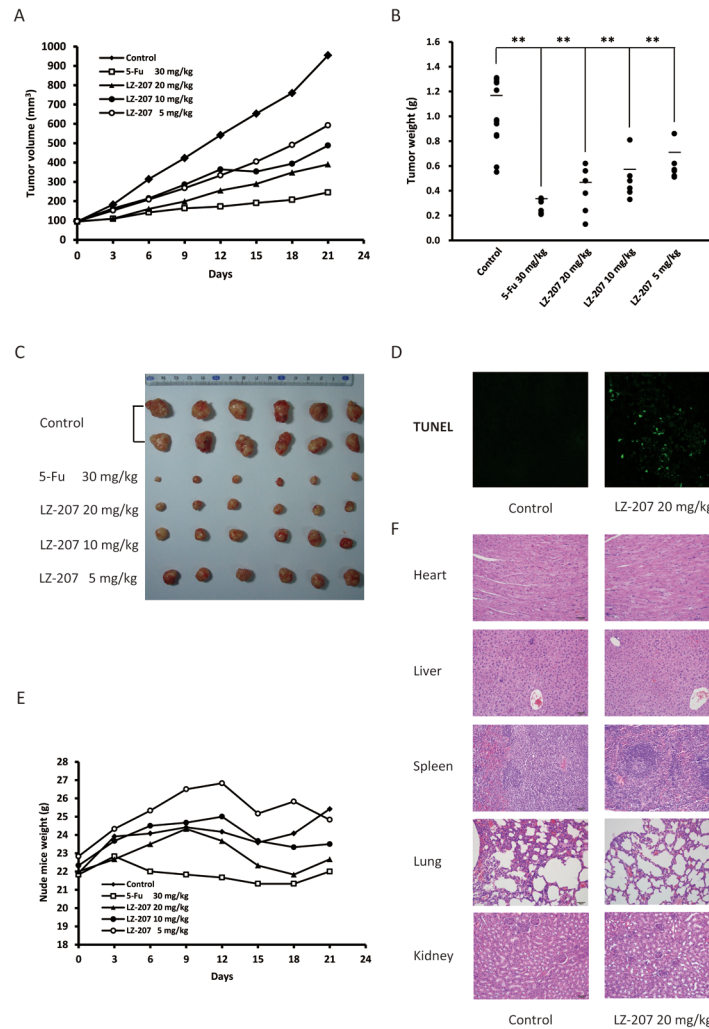 A
Tumor volume (mm³)
1000
900
800
700
600
500
400
300
200
100
0
0 3 6 9 12 15 18 21 24
Days
Control
5-Fu 30 mg/kg
LZ-207 20 mg/kg
LZ-207 10 mg/kg
LZ-207 5 mg/kg
B
** ** ** **
Tumor weight (g)
1.6
1.4
1.2
1.0
0.8
0.6
0.4
0.2
0.0
Control
5-Fu 30 mg/kg
LZ-207 20 mg/kg
LZ-207 10 mg/kg
LZ-207 5 mg/kg
C
Control
5-Fu 30 mg/kg
LZ-207 20 mg/kg
LZ-207 10 mg/kg
LZ-207 5 mg/kg
D
TUNEL
Control LZ-207 20 mg/kg
E
Nude mice weight (g)
28
27
26
25
24
23
22
21
20
19
18
0 3 6 9 12 15 18 21 24
Days
Control
5-Fu 30 mg/kg
LZ-207 20 mg/kg
LZ-207 10 mg/kg
LZ-207 5 mg/kg
F
Heart
Liver
Spleen
Lung
Kidney
Control LZ-207 20 mg/kg